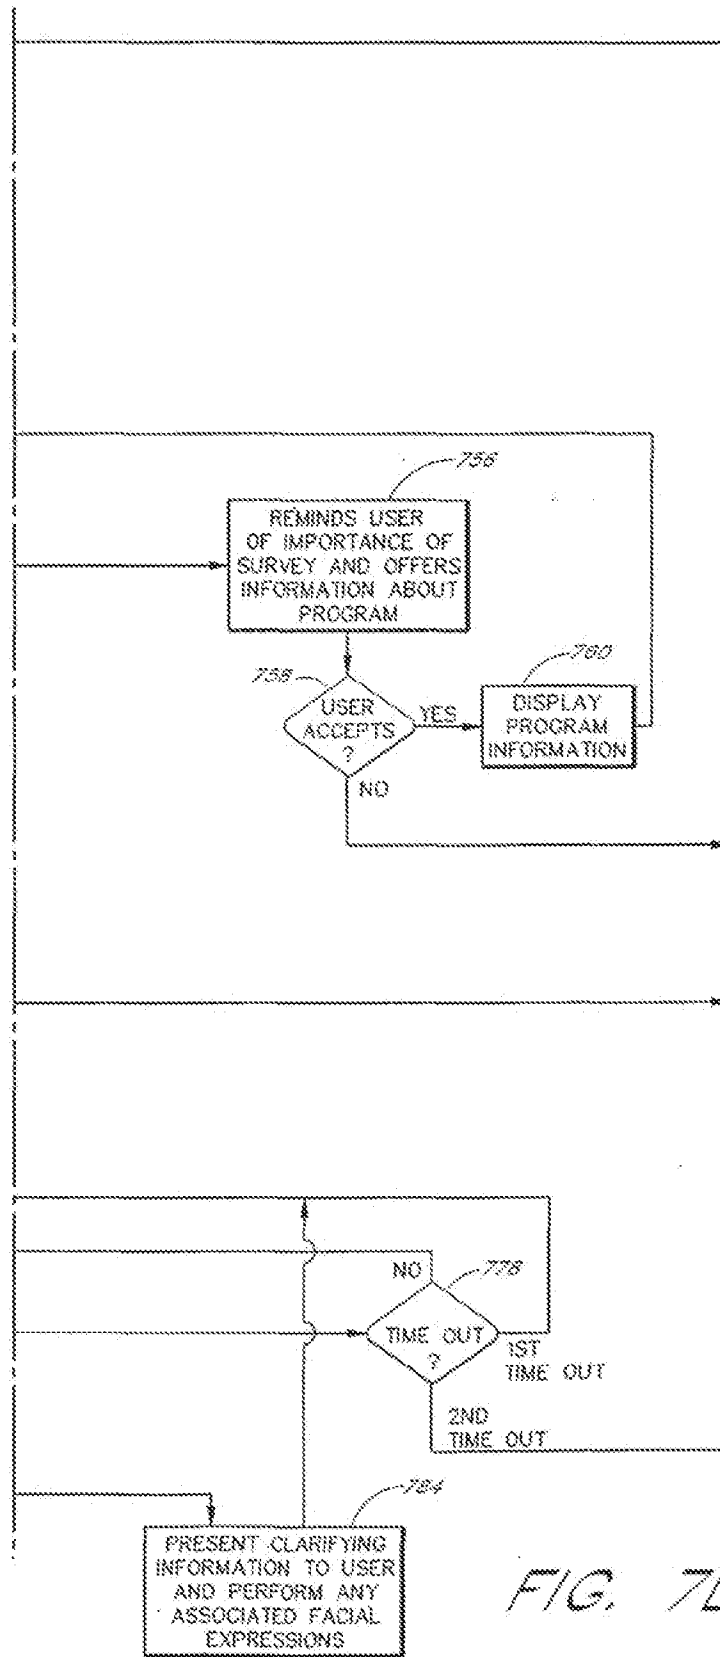 756
REMINDS USER
OF IMPORTANCE OF
SURVEY AND OFFERS
INFORMATION ABOUT
PROGRAM
758
USER
ACCEPTS
?
YES
NO
760
DISPLAY
PROGRAM
INFORMATION
NO
778
TIME OUT
?
1ST
TIME OUT
2ND
TIME OUT
784
PRESENT CLARIFYING
INFORMATION TO USER
AND PERFORM ANY
ASSOCIATED FACIAL
EXPRESSIONS
FIG.